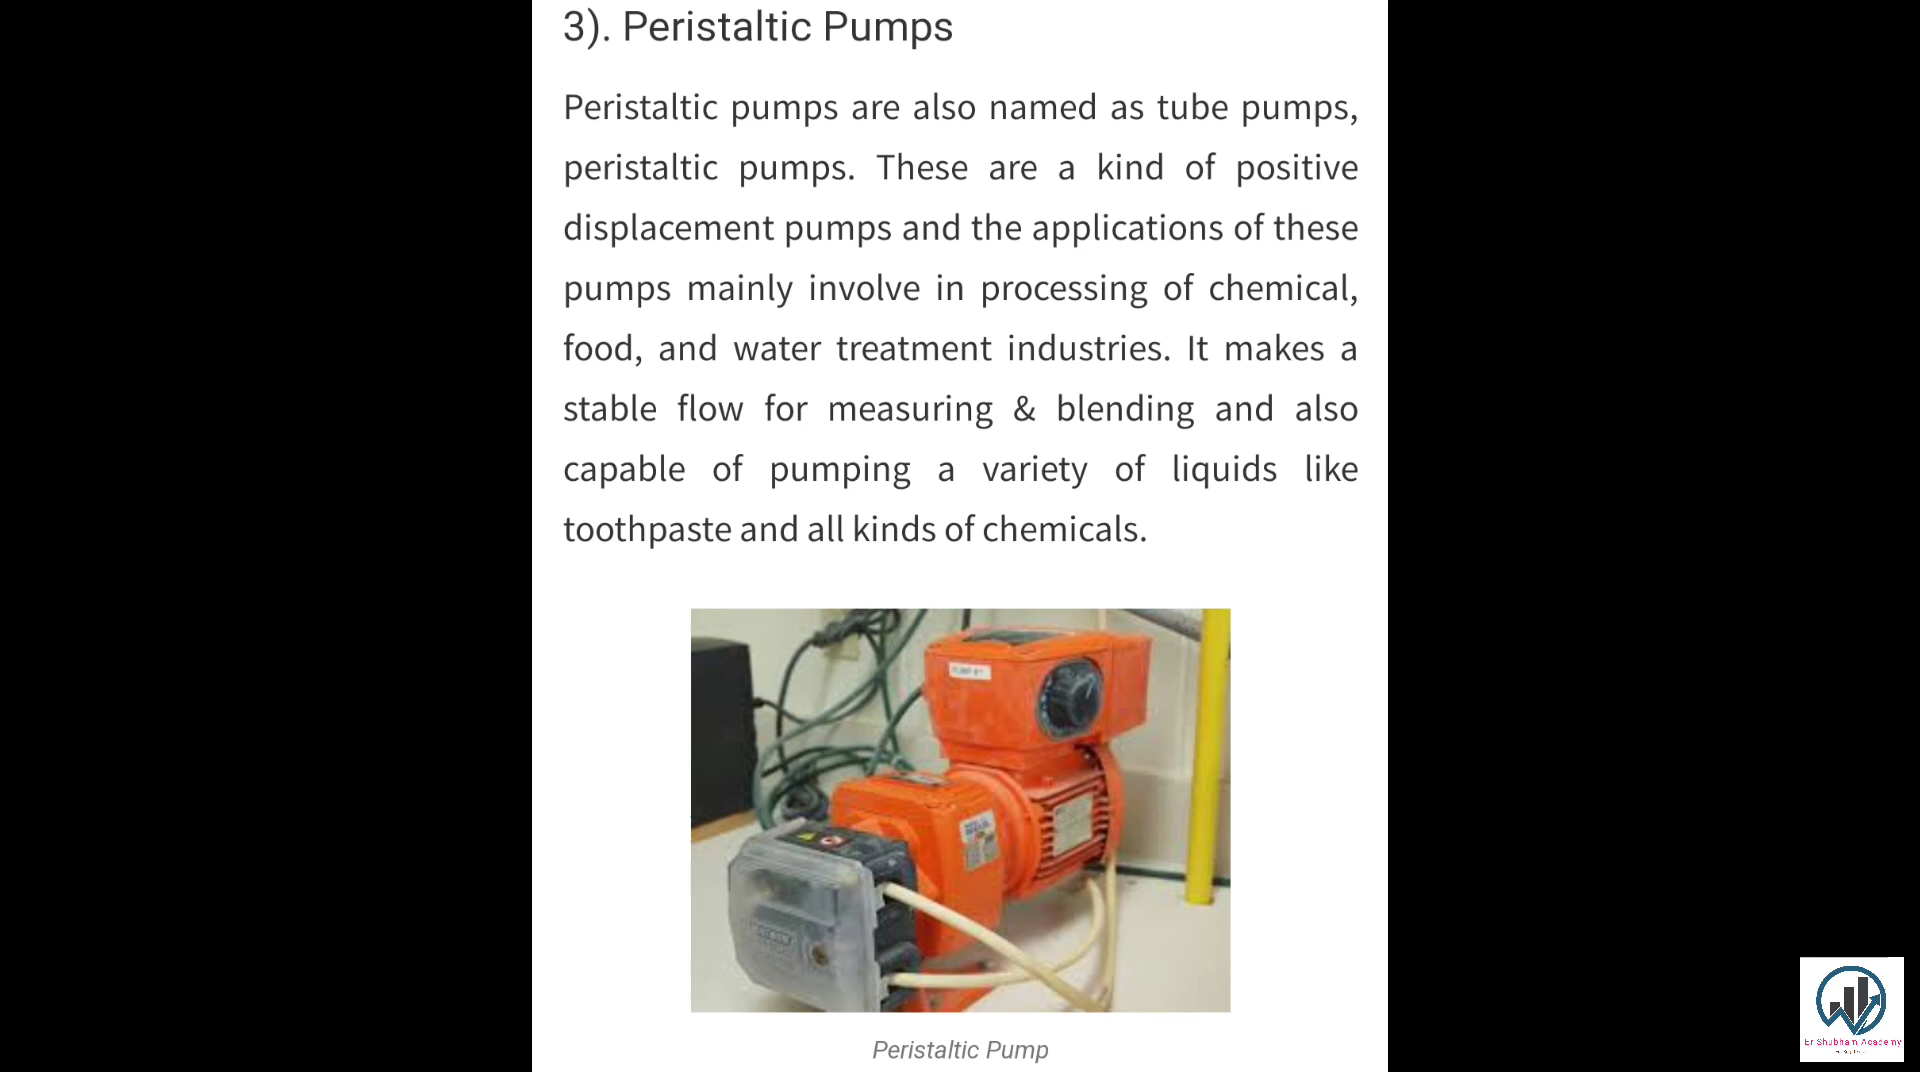 3). Peristaltic Pumps
Peristaltic pumps are also named as tube pumps,
peristaltic pumps. These are a kind of positive
displacement pumps and the applications of these
pumps mainly involve in processing of chemical,
food, and water treatment industries. It makes a
stable flow for measuring & blending and also
capable of pumping a variety of liquids like
toothpaste and all kinds of chemicals.
Peristaltic Pump
Er Shubham Academy